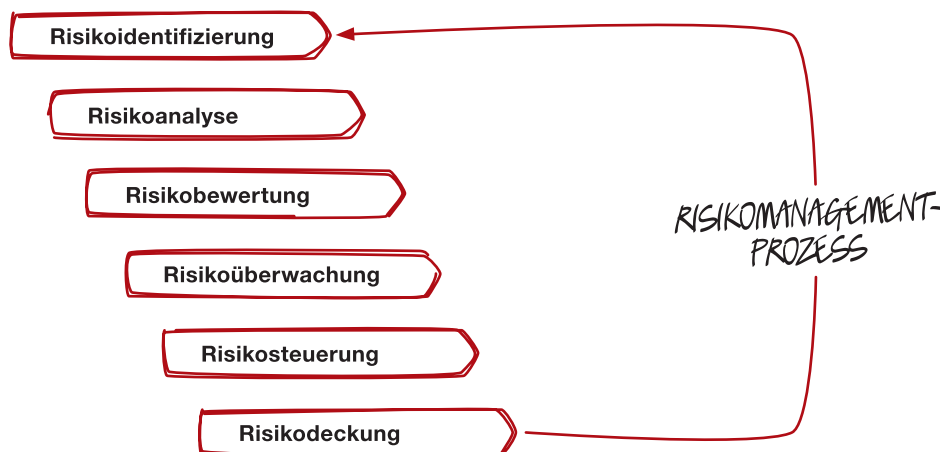 Risikoidentifizierung
Risikoanalyse
Risikobewertung
RISIKOMANAGEMENT-
PROZESS
Risikoüberwachung
Risikosteuerung
Risikodeckung